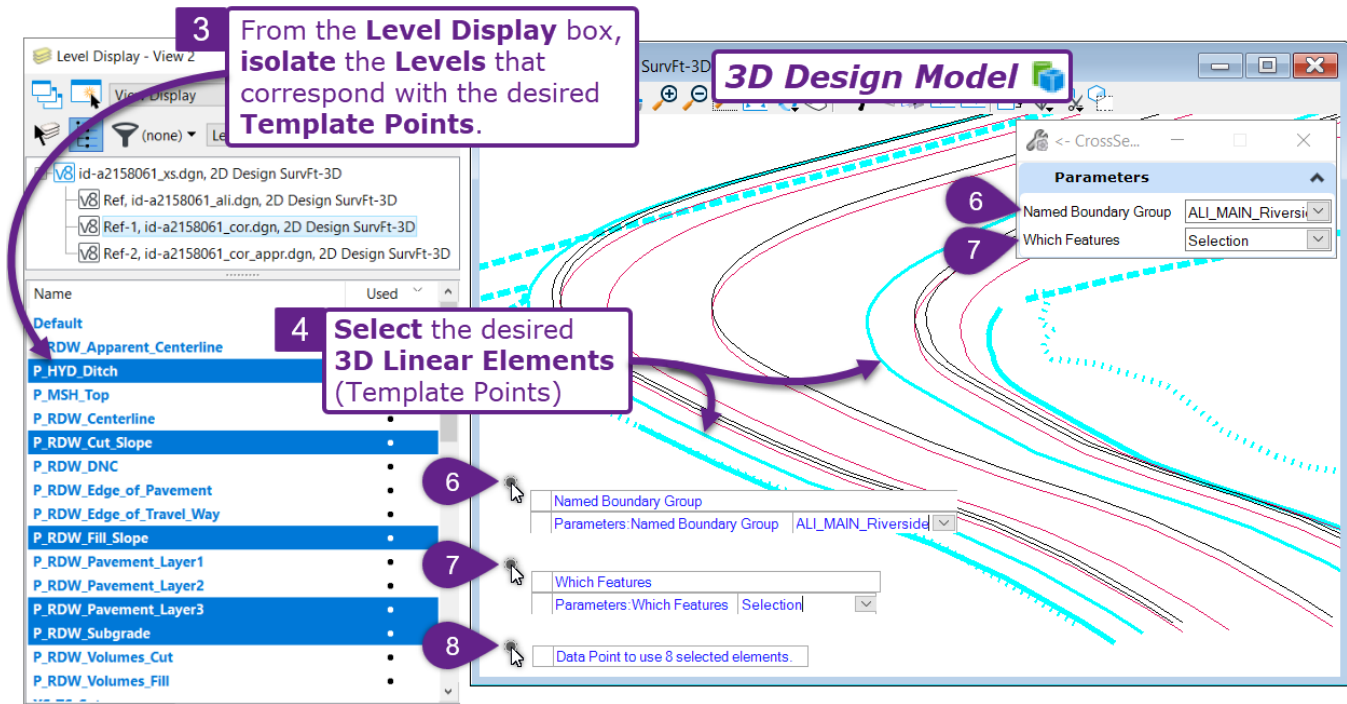 3
From the Level Display box,
isolate the Levels that
correspond with the desired
Template Points.
Level Display - View 2
View Display
(none)
id-a2158061_xs.dgn, 2D Design SurvFt-3D
Ref, id-a2158061_ali.dgn, 2D Design SurvFt-3D
Ref-1, id-a2158061_cor.dgn, 2D Design SurvFt-3D
Ref-2, id-a2158061_cor_appr.dgn, 2D Design SurvFt-3D
Name Used
Default
P_RDW_Apparent_Centerline
P_HYD_Ditch
P_MSH_Top
P_RDW_Centerline
P_RDW_Cut_Slope
P_RDW_DNC
P_RDW_Edge_of_Pavement
P_RDW_Edge_of_Travel_Way
P_RDW_Fill_Slope
P_RDW_Pavement_Layer1
P_RDW_Pavement_Layer2
P_RDW_Pavement_Layer3
P_RDW_Subgrade
P_RDW_Volumes_Cut
P_RDW_Volumes_Fill
SurvFt-3D
3D Design Model
<- CrossSe...
Parameters
6
Named Boundary Group ALI_MAIN_Riversi
7
Which Features Selection
4
Select the desired
3D Linear Elements
(Template Points)
6
Named Boundary Group
Parameters:Named Boundary Group ALI_MAIN_Riverside
7
Which Features
Parameters:Which Features Selection
8
Data Point to use 8 selected elements.